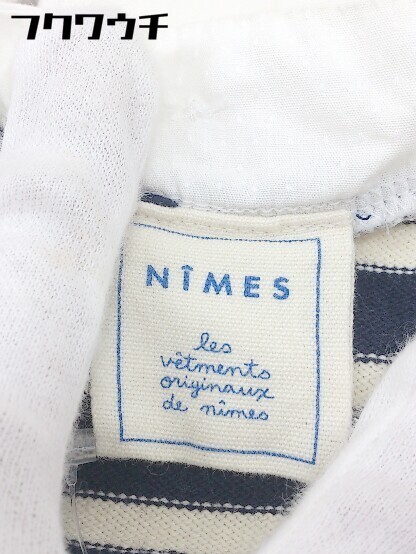 フクワウチ
NÎMES
les
vêtments
originaux
de nîmes